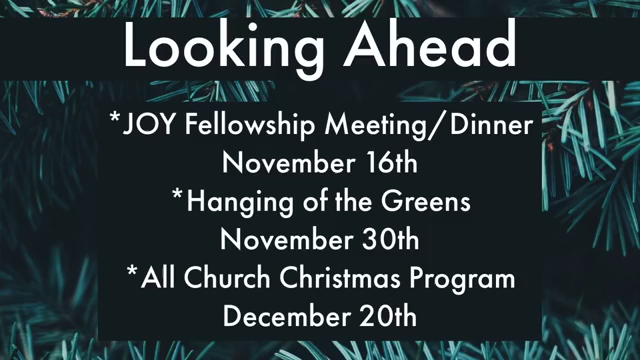 Looking Ahead
*JOY Fellowship Meeting/Dinner
November 16th
*Hanging of the Greens
November 30th
*All Church Christmas Program
December 20th